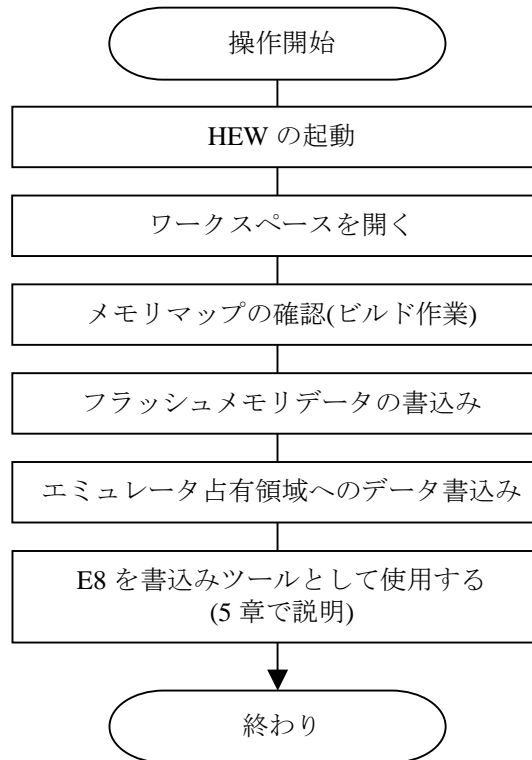 操作開始
HEW の起動
ワークスペースを開く
メモリマップの確認(ビルド作業)
フラッシュメモリデータの書込み
エミュレータ占有領域へのデータ書込み
E8 を書込みツールとして使用する
(5 章で説明)
終わり